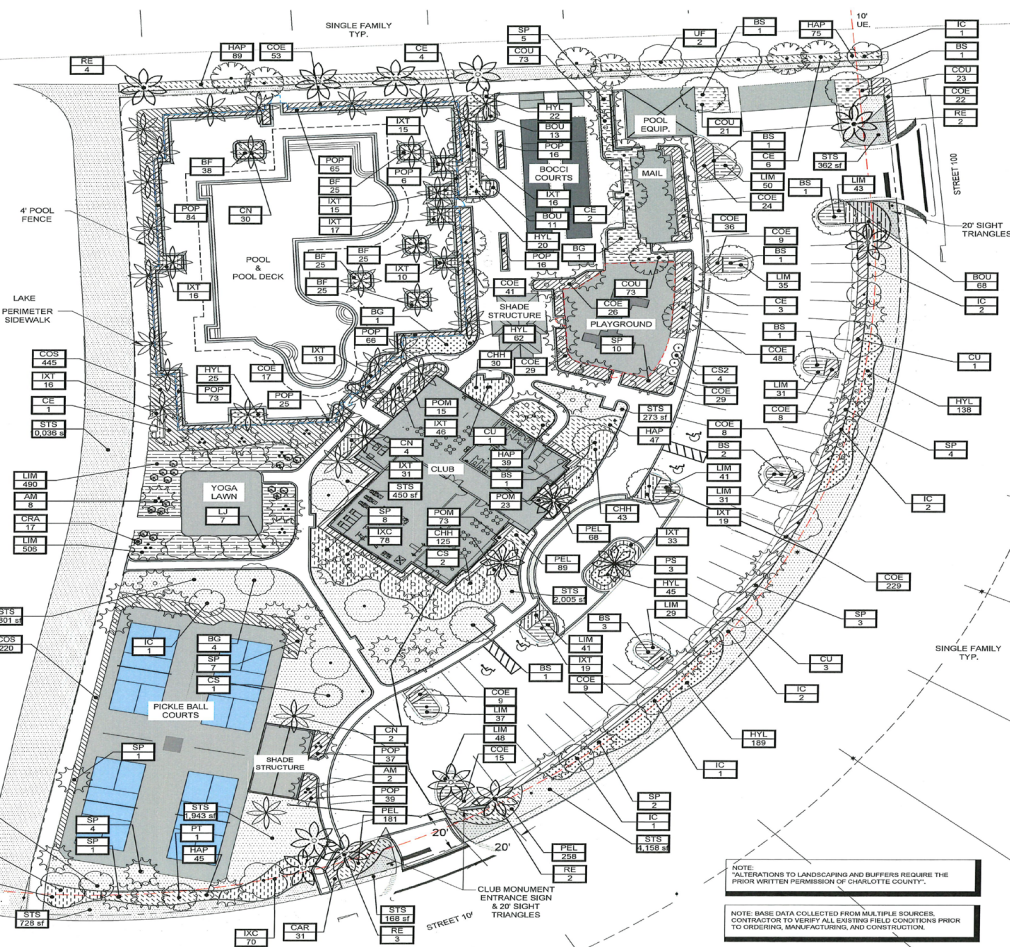 SINGLE FAMILY
TYP.
10'
UE.
RE
4
HAP
89
COE
53
CE
4
SP
5
COU
73
UF
2
BS
1
HAP
75
IC
1
BS
1
COU
23
COE
22
RE
2
IXT
15
HYL
22
BOU
13
POP
16
POOL
EQUIP.
COU
21
BS
1
CE
6
STS
362 sf
STREET 100
BF
38
POP
65
BF
25
IXT
15
IXT
17
POP
6
BOCCI
COURTS
IXT
16
BOU
11
CE
2
MAIL
LIM
50
COE
24
BS
1
LIM
43
4' POOL
FENCE
POP
84
CN
30
HYL
20
POP
16
BG
1
COE
36
COE
9
BS
1
20' SIGHT
TRIANGLES
POOL
&
POOL DECK
BF
25
BF
25
BF
25
IXT
10
IXT
16
COE
41
COU
73
COE
26
LIM
35
CE
3
BOU
68
IC
2
LAKE
PERIMETER
SIDEWALK
BG
1
POP
66
SHADE
STRUCTURE
PLAYGROUND
HYL
62
SP
10
BS
1
COE
48
COS
445
IXT
16
CE
1
STS
10,036 sf
HYL
25
POP
73
COE
17
POP
25
IXT
19
CHH
30
COE
29
CS2
4
COE
29
LIM
31
COE
8
CU
1
HYL
138
POM
15
IXT
46
CU
1
STS
273 sf
HAP
47
COE
8
BS
2
SP
4
CN
4
IXT
31
STS
450 sf
CLUB
HAP
39
BS
1
POM
23
LIM
41
LIM
31
IXT
19
IC
2
LIM
490
AM
8
CRA
17
LIM
506
YOGA
LAWN
LJ
7
SP
8
IXC
78
POM
73
CHH
125
CS
2
PEL
68
CHH
43
IXT
33
PEL
89
STS
2,005 sf
PS
3
HYL
45
LIM
29
COE
229
SP
3
STS
801 sf
COS
220
IC
1
BG
4
SP
7
CS
1
BS
3
LIM
41
IXT
19
COE
9
BS
1
CU
3
SINGLE FAMILY
TYP.
IC
2
PICKLE BALL
COURTS
COE
9
LIM
37
LIM
48
COE
15
HYL
189
SP
1
CN
2
POP
37
AM
2
POP
39
PEL
181
SHADE
STRUCTURE
IC
1
SP
4
SP
1
STS
1,943 sf
PT
1
HAP
45
20'
20'
SP
2
IC
1
STS
4,158 sf
PEL
258
RE
2
CLUB MONUMENT
ENTRANCE SIGN
& 20' SIGHT
TRIANGLES
STS
728 sf
IXC
70
CAR
31
STS
168 sf
RE
3
STREET 10'
NOTE:
"ALTERATIONS TO LANDSCAPING AND BUFFERS REQUIRE THE
PRIOR WRITTEN PERMISSION OF CHARLOTTE COUNTY".
NOTE: BASE DATA COLLECTED FROM MULTIPLE SOURCES.
CONTRACTOR TO VERIFY ALL EXISTING FIELD CONDITIONS PRIOR
TO ORDERING, MANUFACTURING, AND CONSTRUCTION.